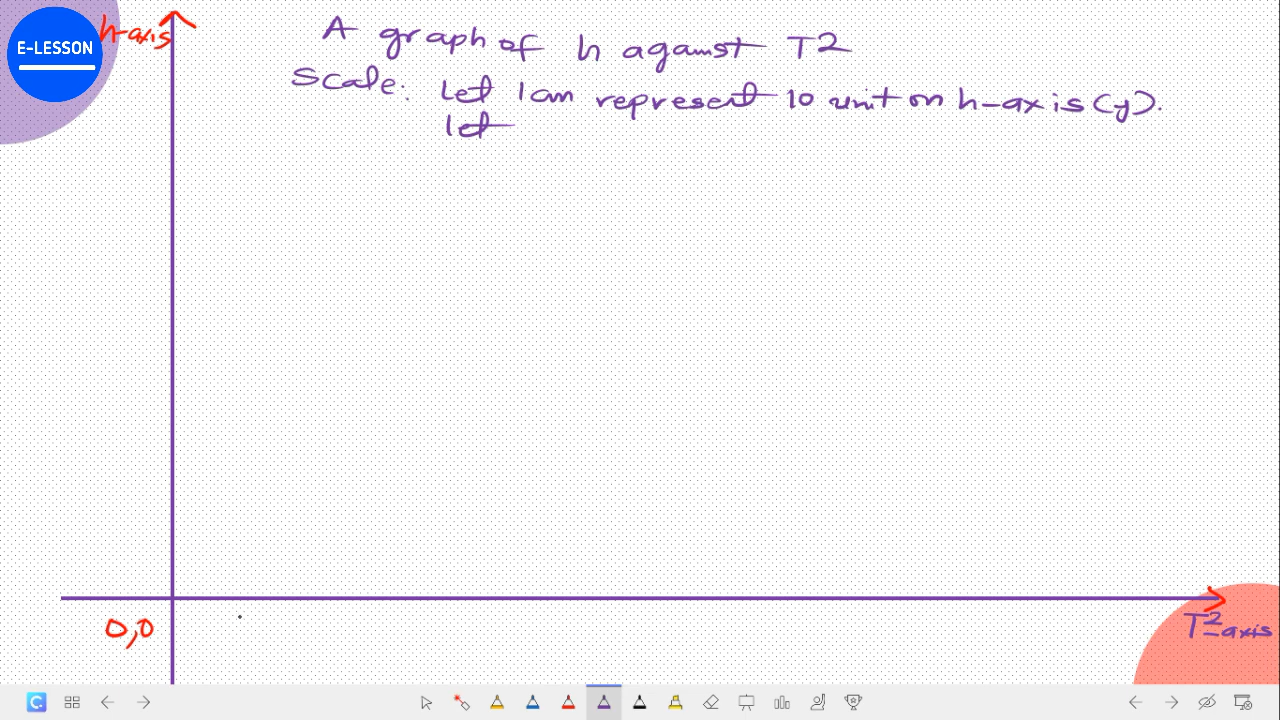 E-LESSON
h-axis
A graph of h against T2
Scale: Let 1cm represent 10 unit on h-axis (y).
let
0,0
T²-axis